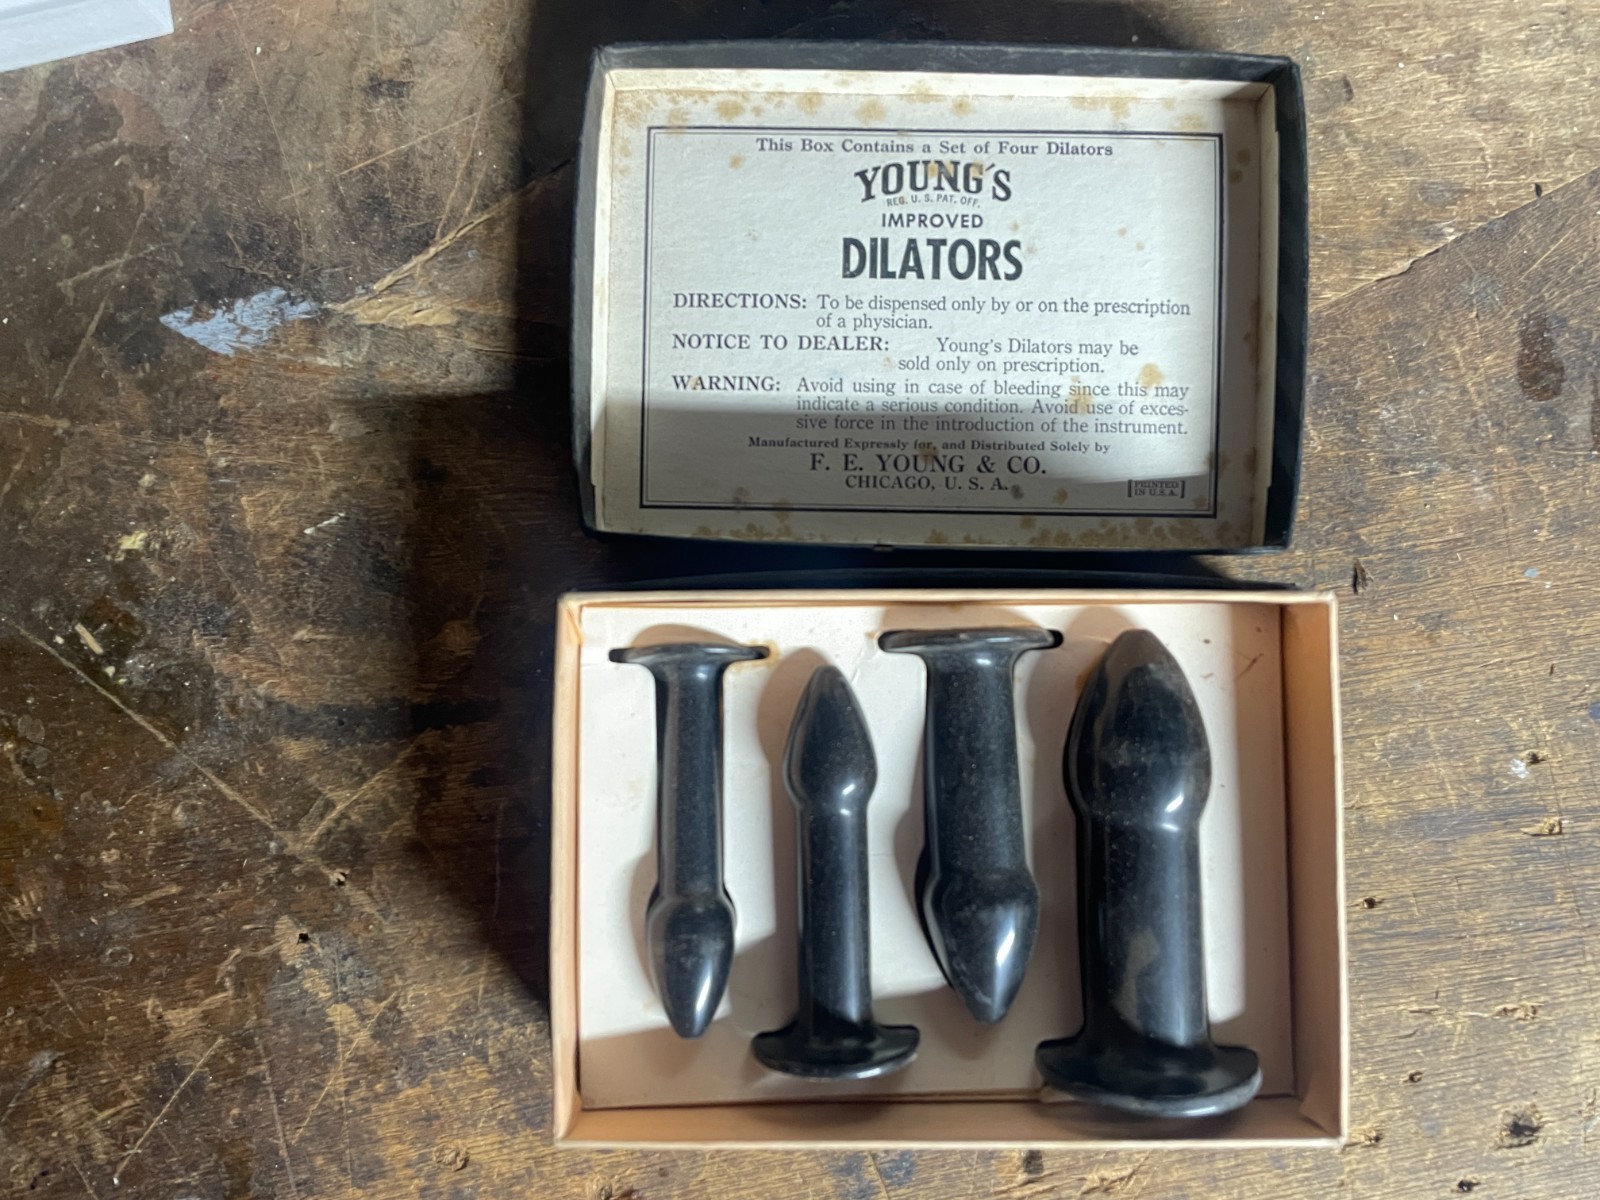 This Box Contains a Set of Four Dilators
YOUNG'S
REG. U. S. PAT. OFF.
IMPROVED
DILATORS
DIRECTIONS: To be dispensed only by or on the prescription
of a physician.
NOTICE TO DEALER: Young's Dilators may be
sold only on prescription.
WARNING: Avoid using in case of bleeding since this may
indicate a serious condition. Avoid use of exces-
sive force in the introduction of the instrument.
Manufactured Expressly for, and Distributed Solely by
F. E. YOUNG & CO.
CHICAGO, U. S. A.
PRINTED
IN U.S.A.